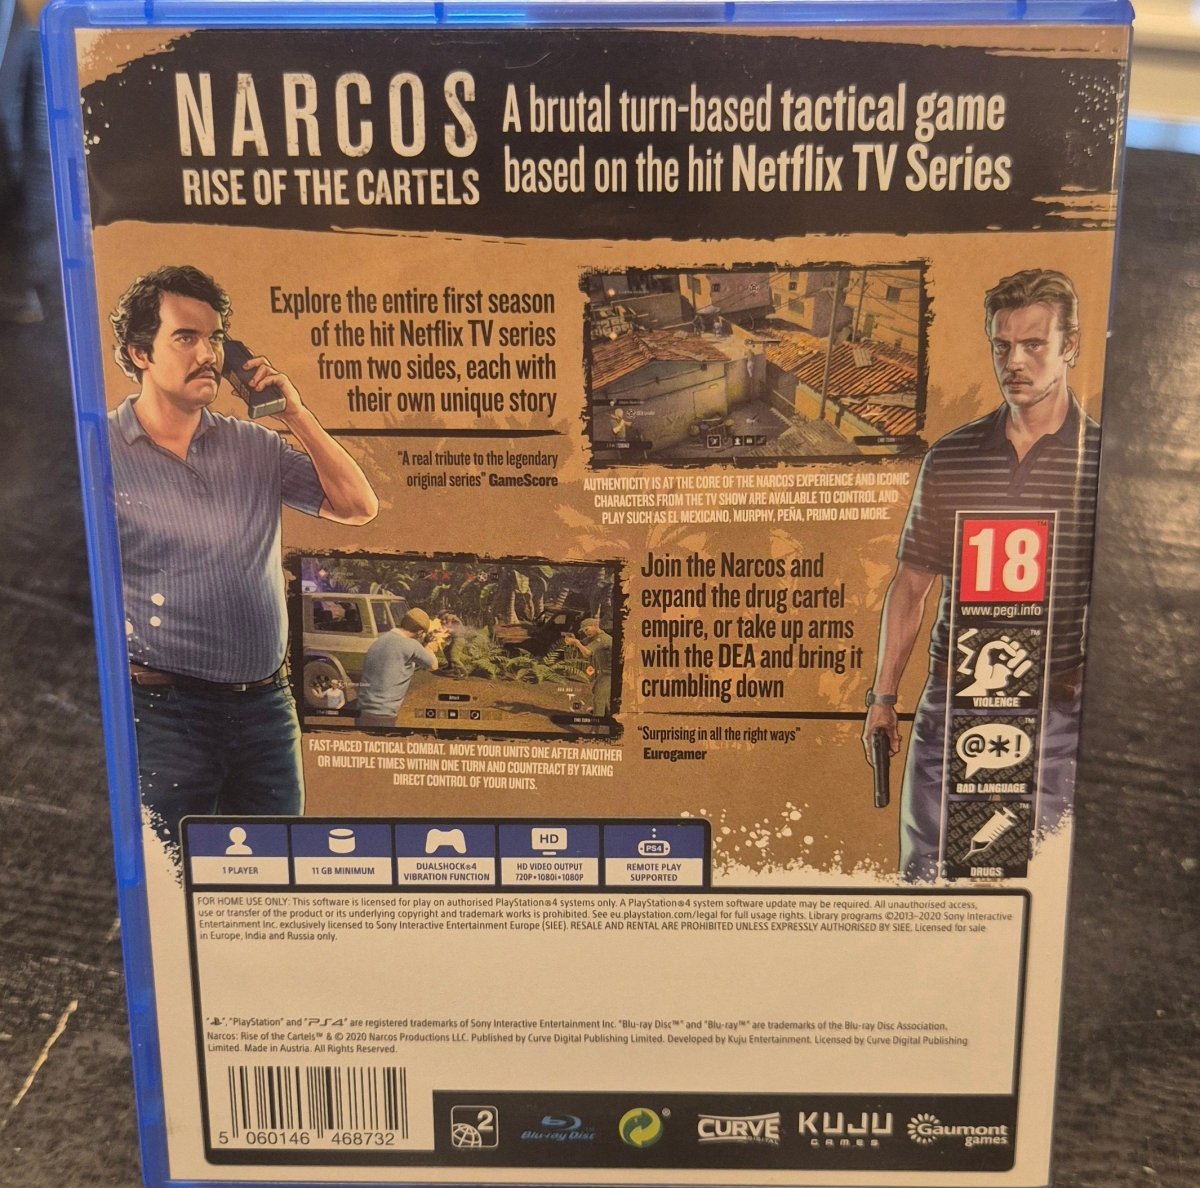 NARCOS
RISE OF THE CARTELS
A brutal turn-based tactical game
based on the hit Netflix TV Series
Explore the entire first season
of the hit Netflix TV series
from two sides, each with
their own unique story
"A real tribute to the legendary
original series" GameScore
AUTHENTICITY IS AT THE CORE OF THE NARCOS EXPERIENCE AND ICONIC
CHARACTERS FROM THE TV SHOW ARE AVAILABLE TO CONTROL AND
PLAY SUCH AS EL MEXICANO, MURPHY, PEÑA, PRIMO AND MORE.
Join the Narcos and
expand the drug cartel
empire, or take up arms
with the DEA and bring it
crumbling down
"Surprising in all the right ways"
Eurogamer
FAST-PACED TACTICAL COMBAT. MOVE YOUR UNITS ONE AFTER ANOTHER
OR MULTIPLE TIMES WITHIN ONE TURN AND COUNTERACT BY TAKING
DIRECT CONTROL OF YOUR UNITS.
18™
www.pegi.info
VIOLENCE
@*!
BAD LANGUAGE
DRUGS
1 PLAYER
11 GB MINIMUM
DUALSHOCK®4
VIBRATION FUNCTION
HD
HD VIDEO OUTPUT
720P•1080i•1080P
PS4
REMOTE PLAY
SUPPORTED
FOR HOME USE ONLY: This software is licensed for play on authorised PlayStation®4 systems only. A PlayStation®4 system software update may be required. All unauthorised access,
use or transfer of the product or its underlying copyright and trademark works is prohibited. See eu.playstation.com/legal for full usage rights. Library programs ©2013–2020 Sony Interactive
Entertainment Inc. exclusively licensed to Sony Interactive Entertainment Europe (SIEE). RESALE AND RENTAL ARE PROHIBITED UNLESS EXPRESSLY AUTHORISED BY SIEE. Licensed for sale
in Europe, India and Russia only.
"", "PlayStation" and "PS4" are registered trademarks of Sony Interactive Entertainment Inc. "Blu-ray Disc™" and "Blu-ray™" are trademarks of the Blu-ray Disc Association.
Narcos: Rise of the Cartels™ & © 2020 Narcos Productions LLC. Published by Curve Digital Publishing Limited. Developed by Kuju Entertainment. Licensed by Curve Digital Publishing
Limited. Made in Austria. All Rights Reserved.
5 060146 468732
2
Blu-ray Disc
CURVE
DIGITAL
KUJU
GAMES
Gaumont
games